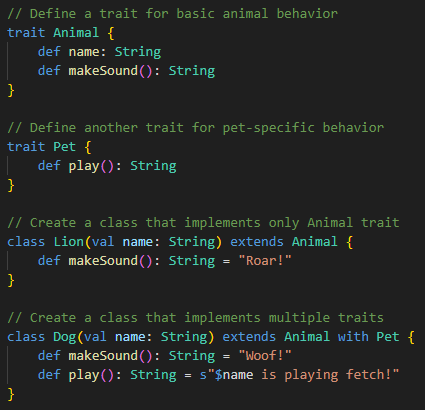 // Define a trait for basic animal behavior
trait Animal {
    def name: String
    def makeSound(): String
}

// Define another trait for pet-specific behavior
trait Pet {
    def play(): String
}

// Create a class that implements only Animal trait
class Lion(val name: String) extends Animal {
    def makeSound(): String = "Roar!"
}

// Create a class that implements multiple traits
class Dog(val name: String) extends Animal with Pet {
    def makeSound(): String = "Woof!"
    def play(): String = s"$name is playing fetch!"
}